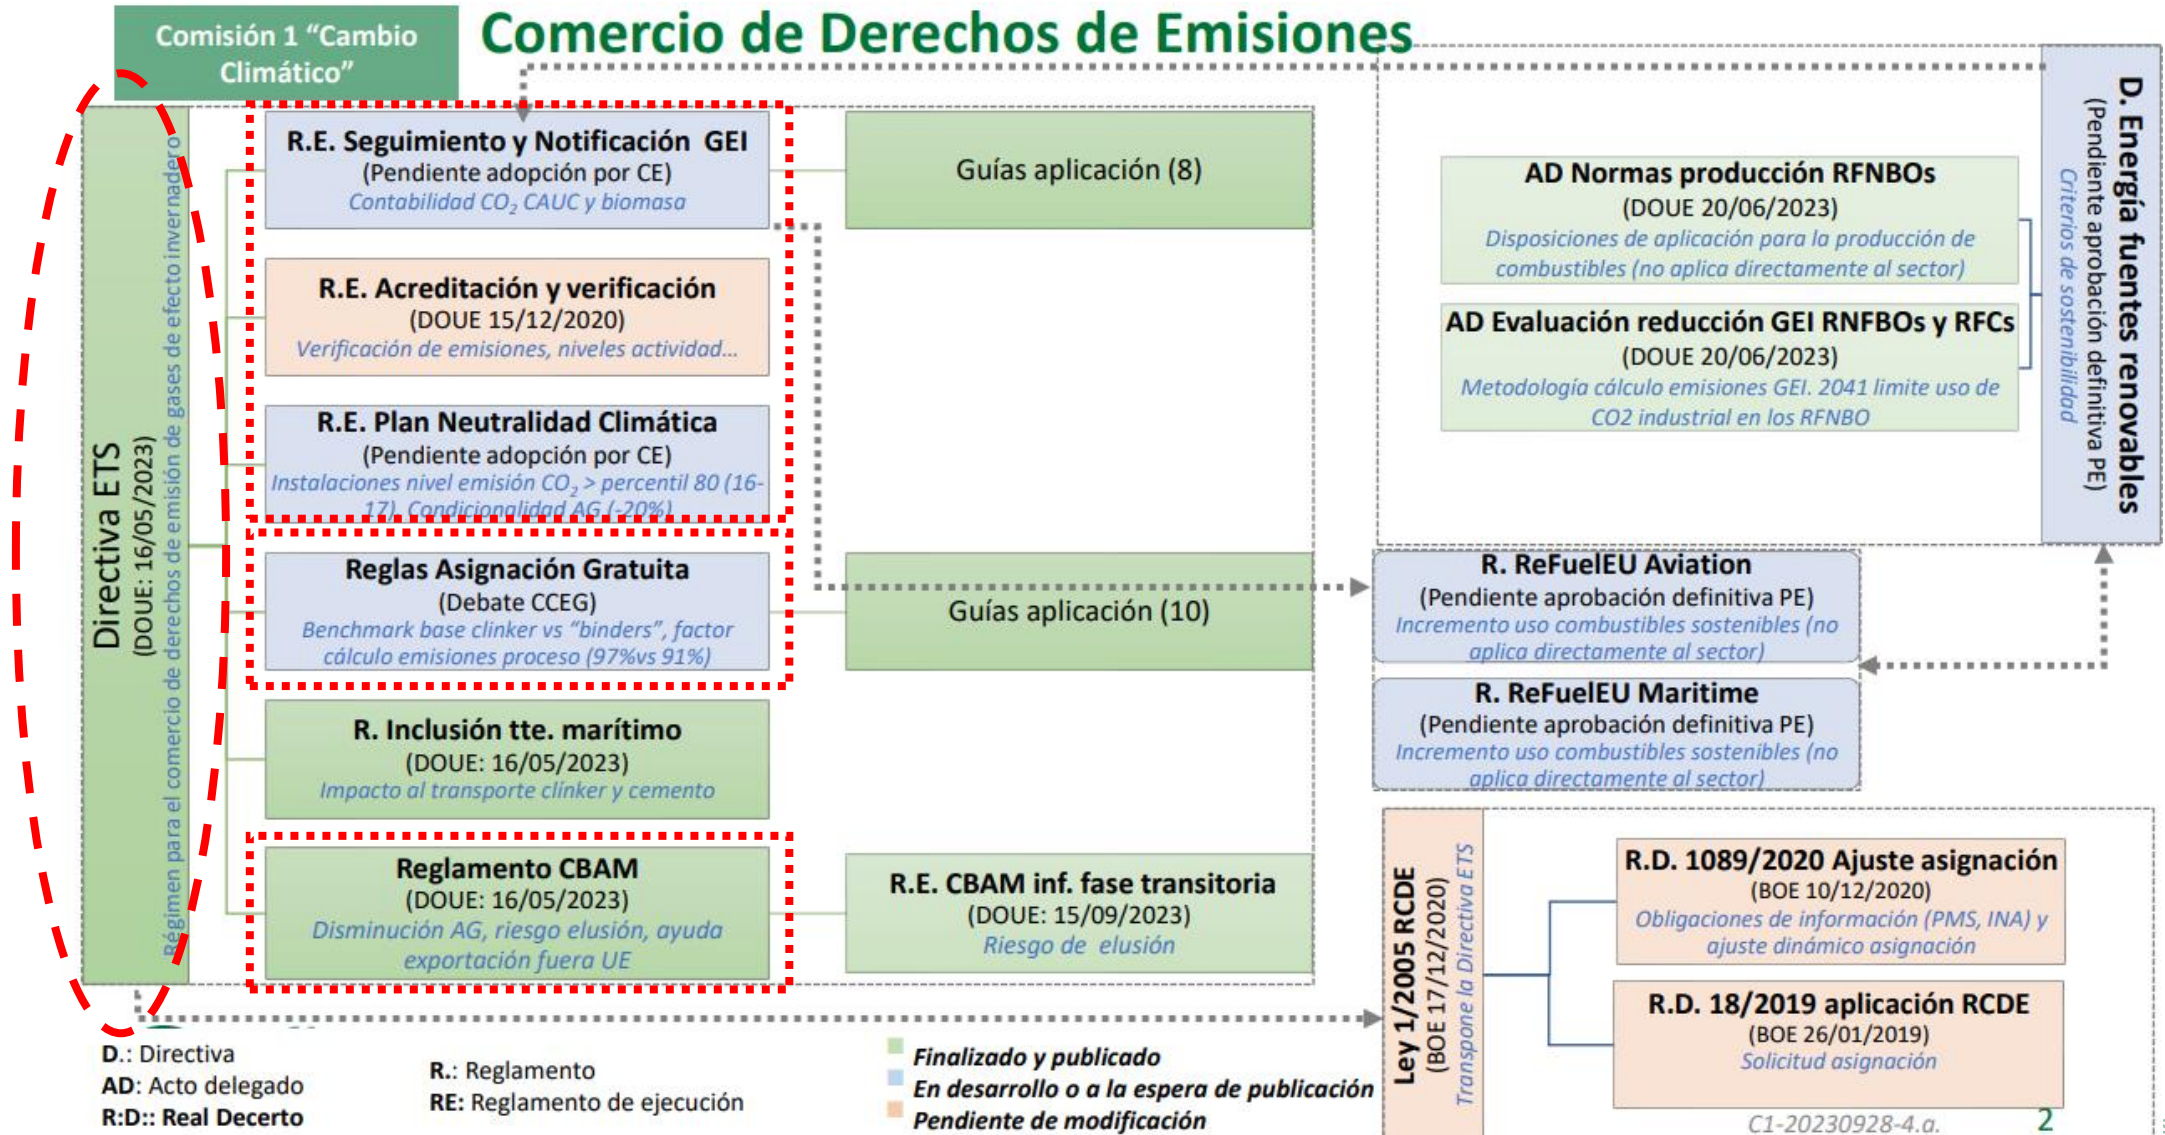 Comisión 1 “Cambio
Climático”
Comercio de Derechos de Emisiones
Directiva ETS
(DOUE: 16/05/2023)
Régimen para el comercio de derechos de emisión de gases de efecto invernadero
R.E. Seguimiento y Notificación GEI
(Pendiente adopción por CE)
Contabilidad CO₂ CAUC y biomasa
Guías aplicación (8)
R.E. Acreditación y verificación
(DOUE 15/12/2020)
Verificación de emisiones, niveles actividad...
R.E. Plan Neutralidad Climática
(Pendiente adopción por CE)
Instalaciones nivel emisión CO₂ > percentil 80 (16-
17). Condicionalidad AG (-20%)
Reglas Asignación Gratuita
(Debate CCEG)
Benchmark base clinker vs “binders”, factor
cálculo emisiones proceso (97%vs 91%)
Guías aplicación (10)
R. Inclusión tte. marítimo
(DOUE: 16/05/2023)
Impacto al transporte clínker y cemento
Reglamento CBAM
(DOUE: 16/05/2023)
Disminución AG, riesgo elusión, ayuda
exportación fuera UE
R.E. CBAM inf. fase transitoria
(DOUE: 15/09/2023)
Riesgo de elusión
AD Normas producción RFNBOs
(DOUE 20/06/2023)
Disposiciones de aplicación para la producción de
combustibles (no aplica directamente al sector)
AD Evaluación reducción GEI RNFBOs y RFCs
(DOUE 20/06/2023)
Metodología cálculo emisiones GEI. 2041 limite uso de
CO2 industrial en los RFNBO
D. Energía fuentes renovables
(Pendiente aprobación definitiva PE)
Criterios de sostenibilidad
R. ReFuelEU Aviation
(Pendiente aprobación definitiva PE)
Incremento uso combustibles sostenibles (no
aplica directamente al sector)
R. ReFuelEU Maritime
(Pendiente aprobación definitiva PE)
Incremento uso combustibles sostenibles (no
aplica directamente al sector)
Ley 1/2005 RCDE
(BOE 17/12/2020)
Transpone la Directiva ETS
R.D. 1089/2020 Ajuste asignación
(BOE 10/12/2020)
Obligaciones de información (PMS, INA) y
ajuste dinámico asignación
R.D. 18/2019 aplicación RCDE
(BOE 26/01/2019)
Solicitud asignación
D.: Directiva
AD: Acto delegado
R:D:: Real Decerto
R.: Reglamento
RE: Reglamento de ejecución
Finalizado y publicado
En desarrollo o a la espera de publicación
Pendiente de modificación
C1-20230928-4.a.
2